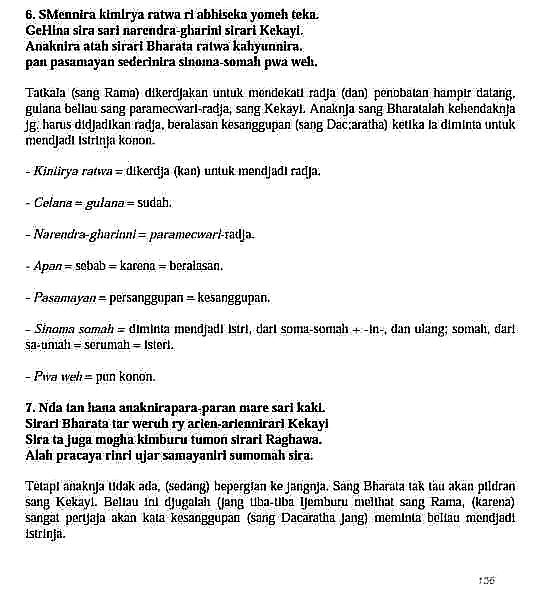 6. SMennira kimirya ratwa ri abhiseka yomeh teka.
GeHina sira sari narendra-gharini sirari Kekayi.
Anaknira atah sirari Bharata ratwa kahyunnira.
pan pasamayan sederinira sinoma-somah pwa weh.
Tatkala (sang Rama) dikerdjakan untuk mendekati radja (dan) penobatan hampir datang,
gulana beliau sang paramecwari-radja, sang Kekayi. Anaknja sang Bharatalah kehendaknja
jg. harus didjadikan radja, beralasan kesanggupan (sang Dac:aratha) ketika ia diminta untuk
mendjadi istrinja konon.
- Kiniirya ratwa = dikerdja (kan) untuk mendjadi radja.
- Celana = gulana = sudah.
- Narendra-gharinni = paramecwari-radja.
- Apan = sebab = karena = beralasan.
- Pasamayan = persanggupan = kesanggupan.
- Sinoma somah = diminta mendjadi istri, dari soma-somah + -in-, dan ulang; somah, dari
sa-umah = serumah = isteri.
- Pwa weh = pun konon.
7. Nda tan hana anaknirapara-paran mare sari kaki.
Sirari Bharata tar weruh ry arien-ariennirari Kekayi
Sira ta juga mogha kimburu tumon sirari Raghawa.
Alah pracaya rinri ujar samayaniri sumomah sira.
Tetapi anaknja tidak ada, (sedang) bepergian ke jangnja. Sang Bharata tak tau akan pildran
sang Kekayi. Beliau ini djugalah (jang tiba-tiba tjemburu melihat sang Rama, (karena)
sangat pertjaja akan kata kesanggupan (sang Dacaratha jang) meminta beliau mendjadi
istrinja.
156